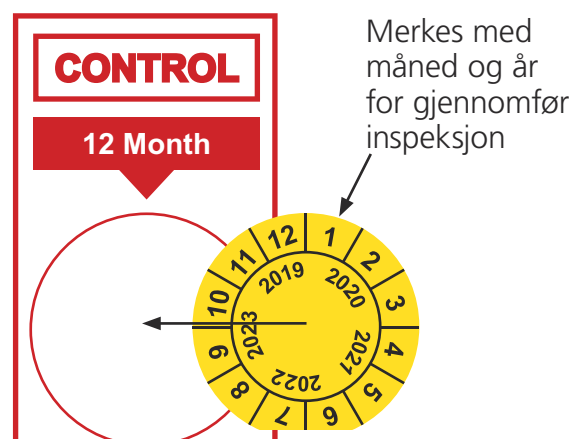 CONTROL
12 Month
Merkes med
måned og år
for gjennomfør
inspeksjon
12 1 2 3 4 5 6 7 8 9 10 11
2019 2020 2021 2022 2023